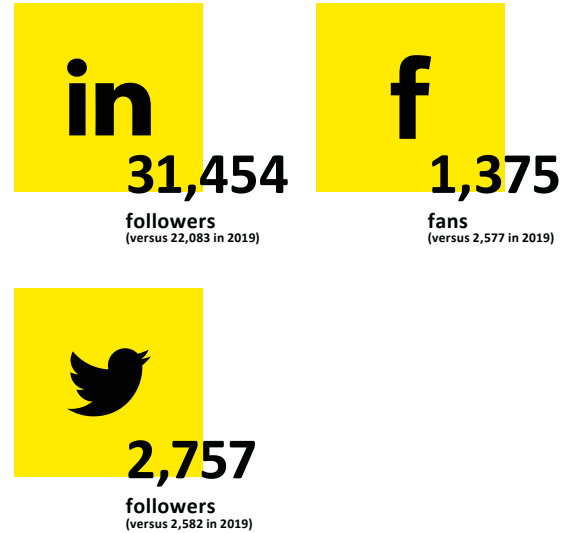 in
31,454
followers
(versus 22,083 in 2019)
f
1,375
fans
(versus 2,577 in 2019)
2,757
followers
(versus 2,582 in 2019)